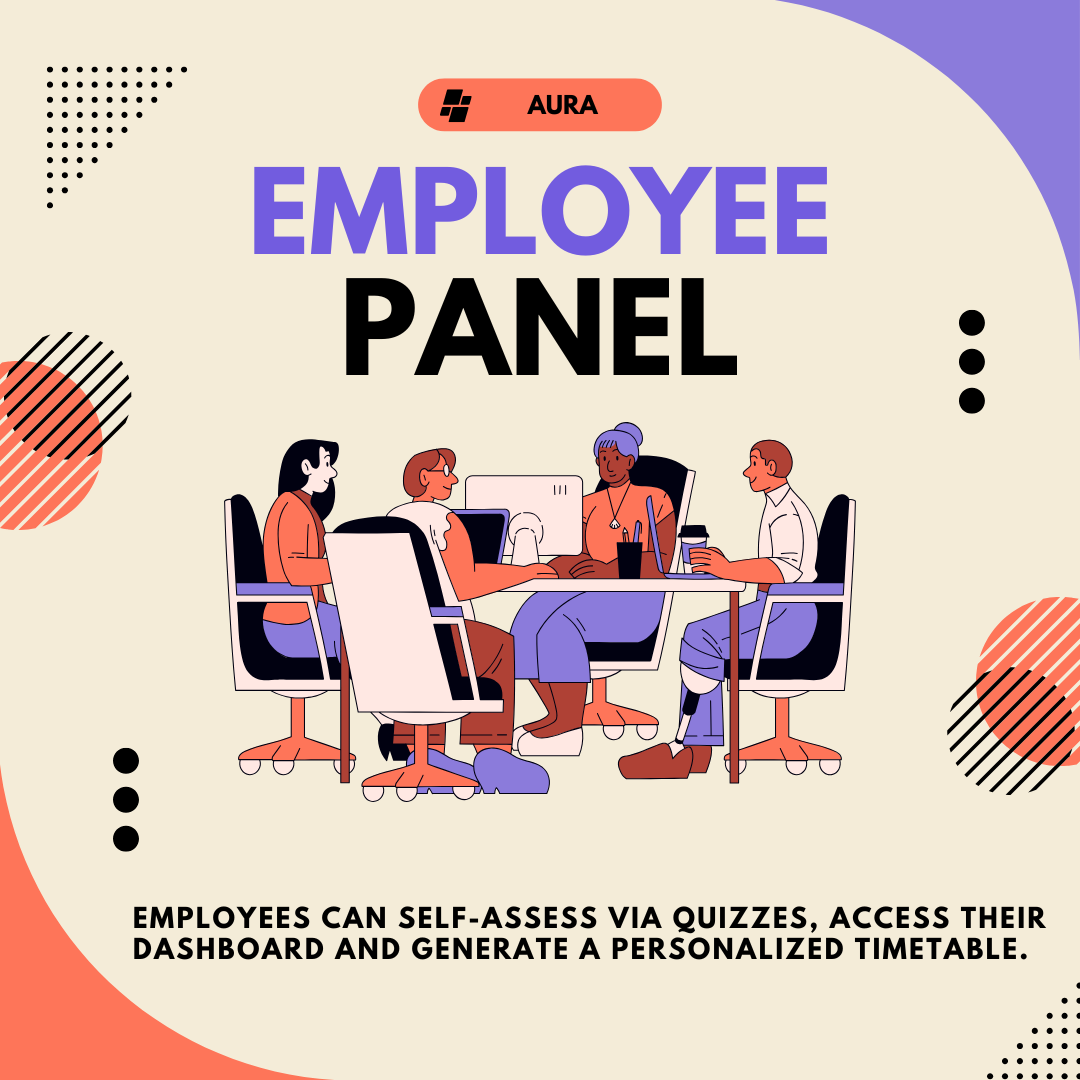 AURA
EMPLOYEE
PANEL
EMPLOYEES CAN SELF-ASSESS VIA QUIZZES, ACCESS THEIR
DASHBOARD AND GENERATE A PERSONALIZED TIMETABLE.